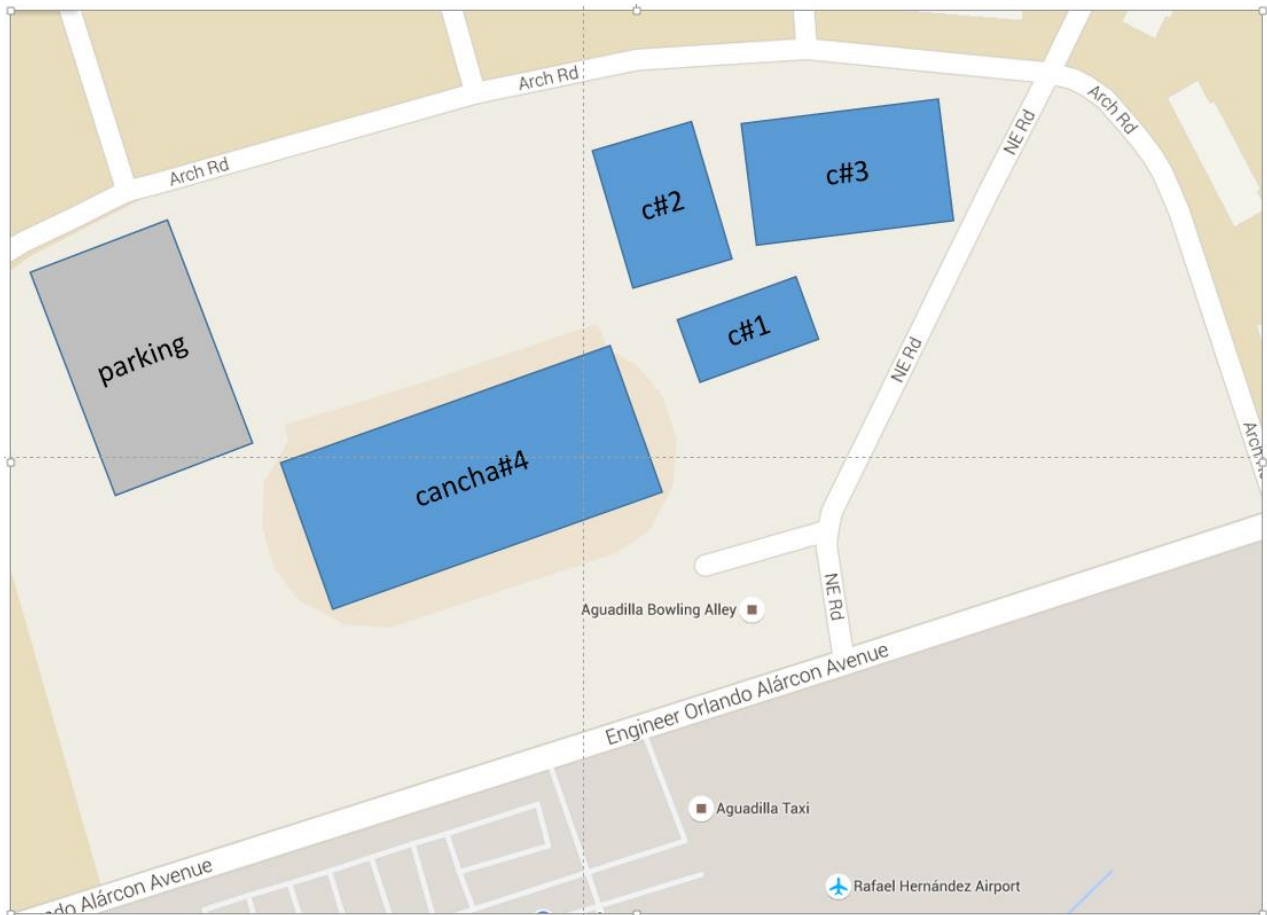 Arch Rd
Arch Rd
Arch Rd
NE Rd
c#2
c#3
c#1
parking
NE Rd
cancha#4
Arch
NE Rd
Aguadilla Bowling Alley
Engineer Orlando Alárcon Avenue
Aguadilla Taxi
Alárcon Avenue
Rafael Hernández Airport